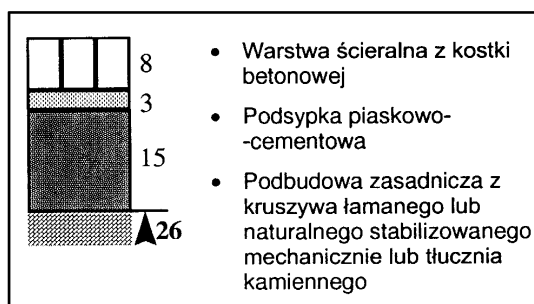 8
3
15
26
• Warstwa ścieralna z kostki
betonowej
• Podsypka piaskowo-
-cementowa
• Podbudowa zasadnicza z
kruszywa łamanego lub
naturalnego stabilizowanego
mechanicznie lub tłucznia
kamiennego